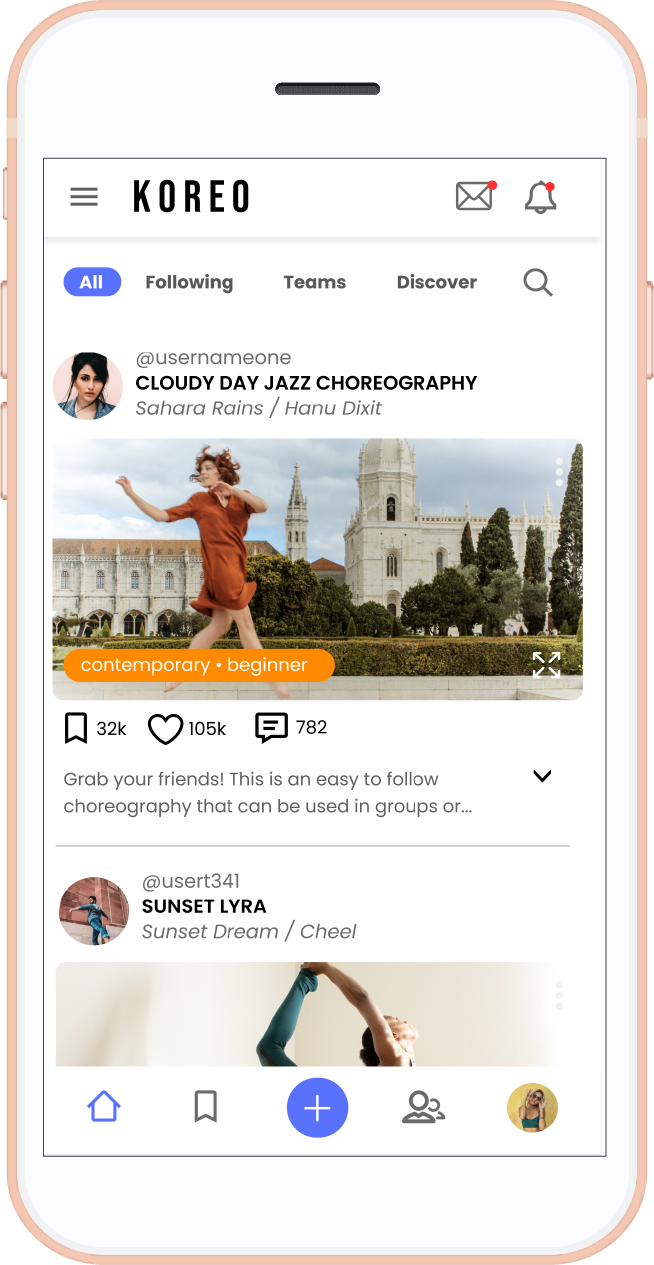 KOREO
All Following Teams Discover
@usernameone
CLOUDY DAY JAZZ CHOREOGRAPHY
Sahara Rains / Hanu Dixit
contemporary • beginner
32k 105k 782
Grab your friends! This is an easy to follow
choreography that can be used in groups or...
@usert341
SUNSET LYRA
Sunset Dream / Cheel